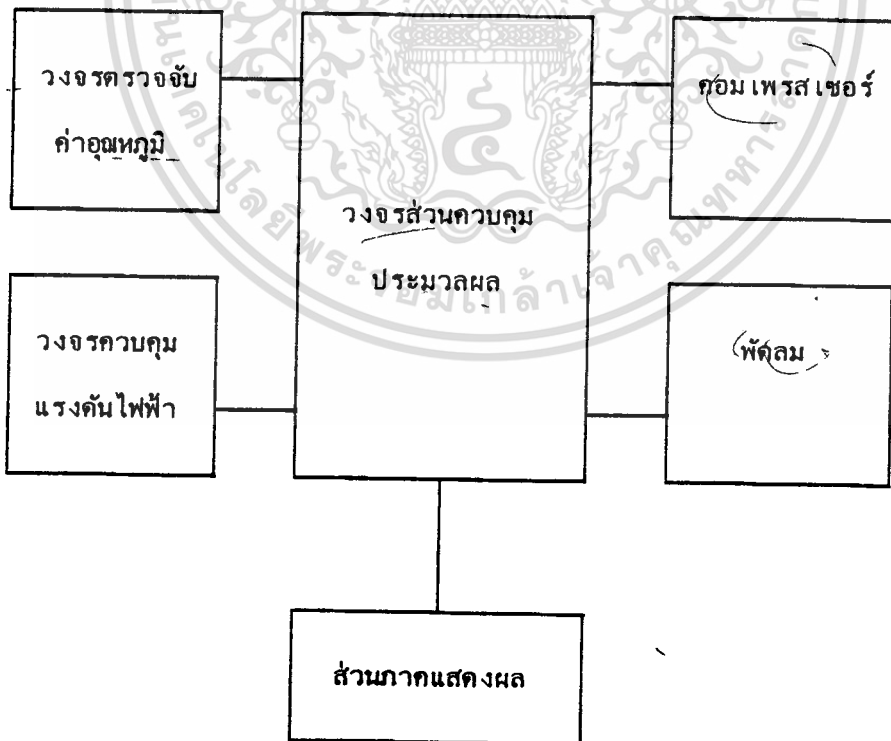 วงจรตรวจจับ
ค่าอุณหภูมิ
วงจรส่วนควบคุม
ประมวลผล
คอมเพรสเซอร์
วงจรควบคุม
แรงดันไฟฟ้า
พัดลม
ส่วนภาคแสดงผล